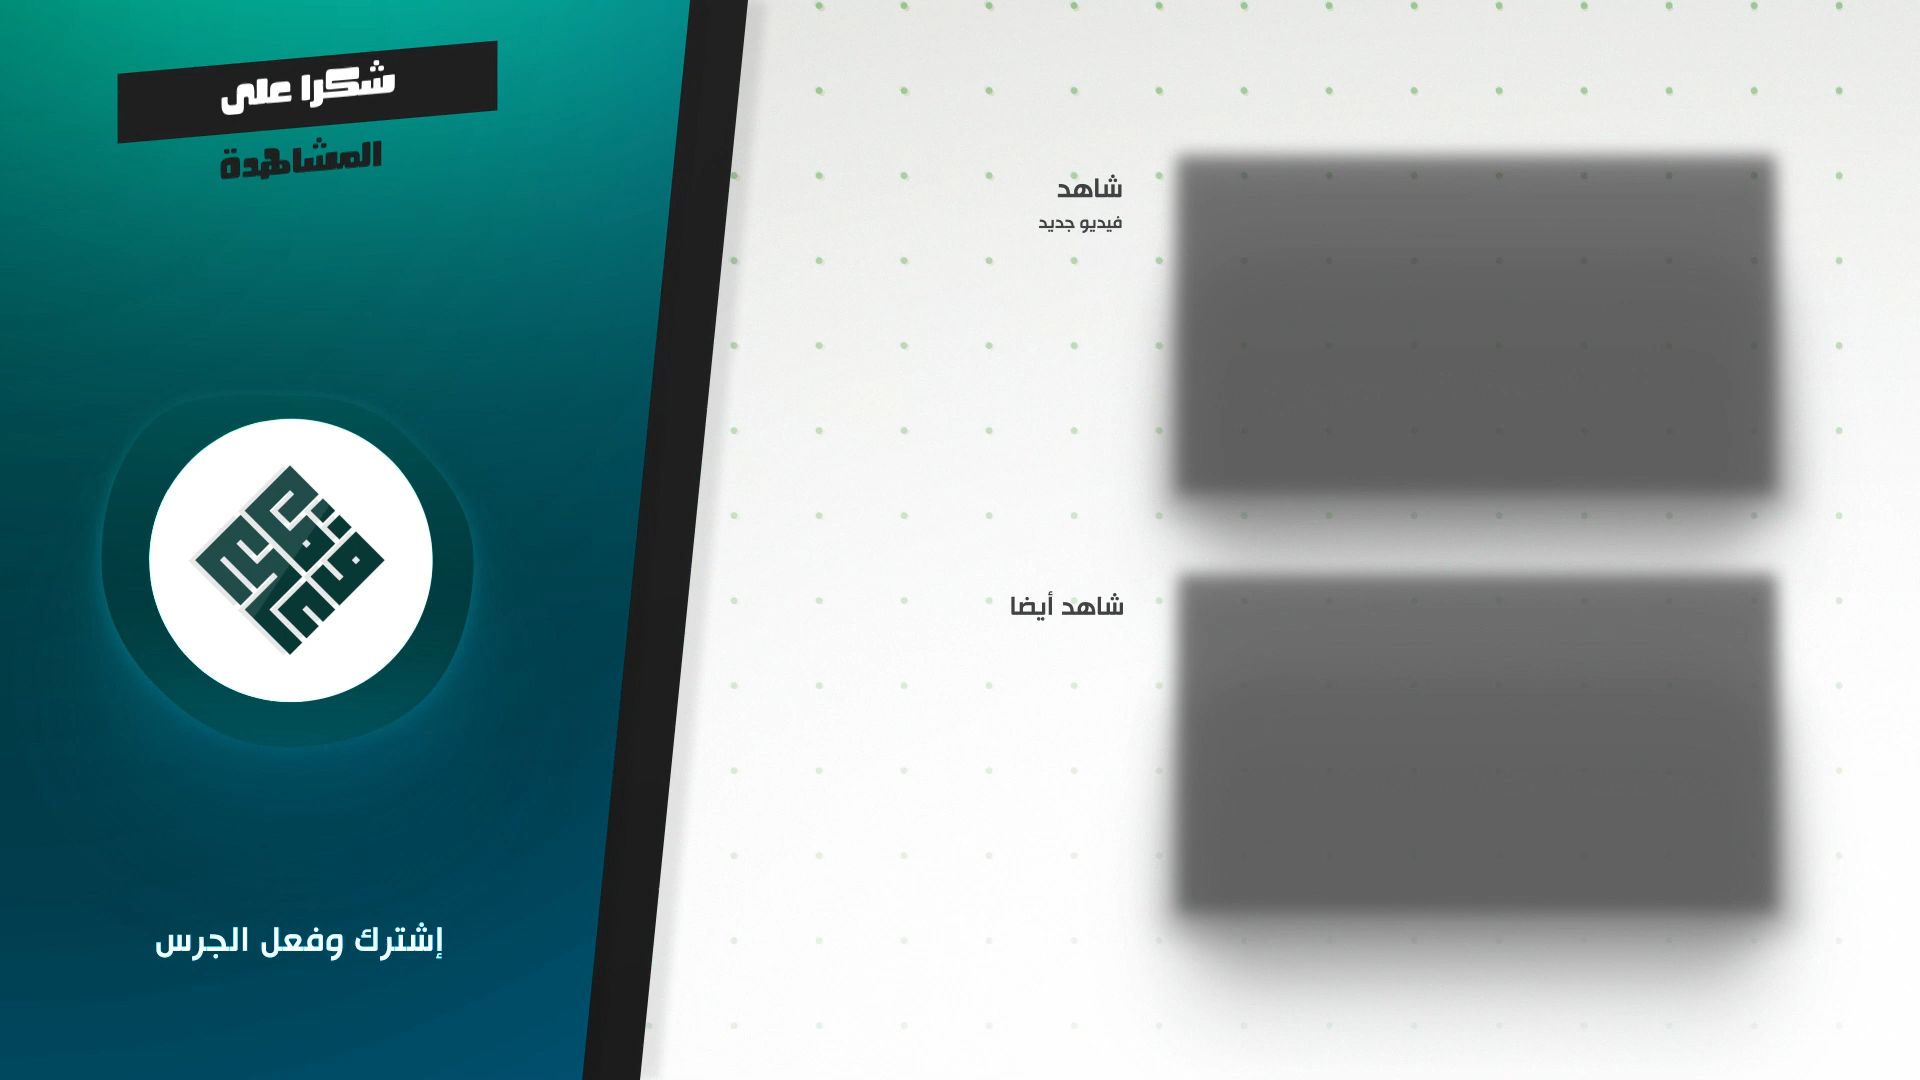 شكرا على
المشاهدة
شاهد
فيديو جديد
شاهد أيضا
إشترك وفعل الجرس